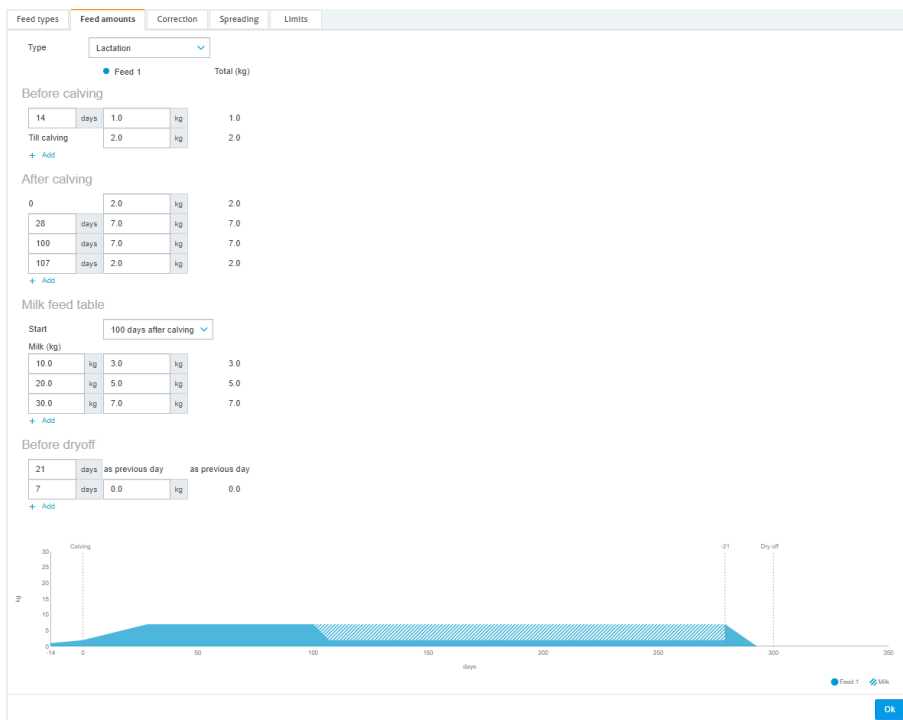 Feed types Feed amounts Correction Spreading Limits
Type Lactation
Feed 1 Total (kg)
Before calving
14 days 1.0 kg 1.0
Till calving 2.0 kg 2.0
+ Add
After calving
0 2.0 kg 2.0
28 days 7.0 kg 7.0
100 days 7.0 kg 7.0
107 days 2.0 kg 2.0
+ Add
Milk feed table
Start 100 days after calving
Milk (kg)
10.0 kg 3.0 3.0
20.0 kg 5.0 kg 5.0
30.0 kg 7.0 kg 7.0
+ Add
Before dryoff
21 days as previous day as previous day
7 days 0.0 kg 0.0
+ Add
Calving -21 Dry off
30
25
20
15
10
5
0
kg
-14 0 50 100 150 200 250 300 350
days
Feed 1 Milk
Ok